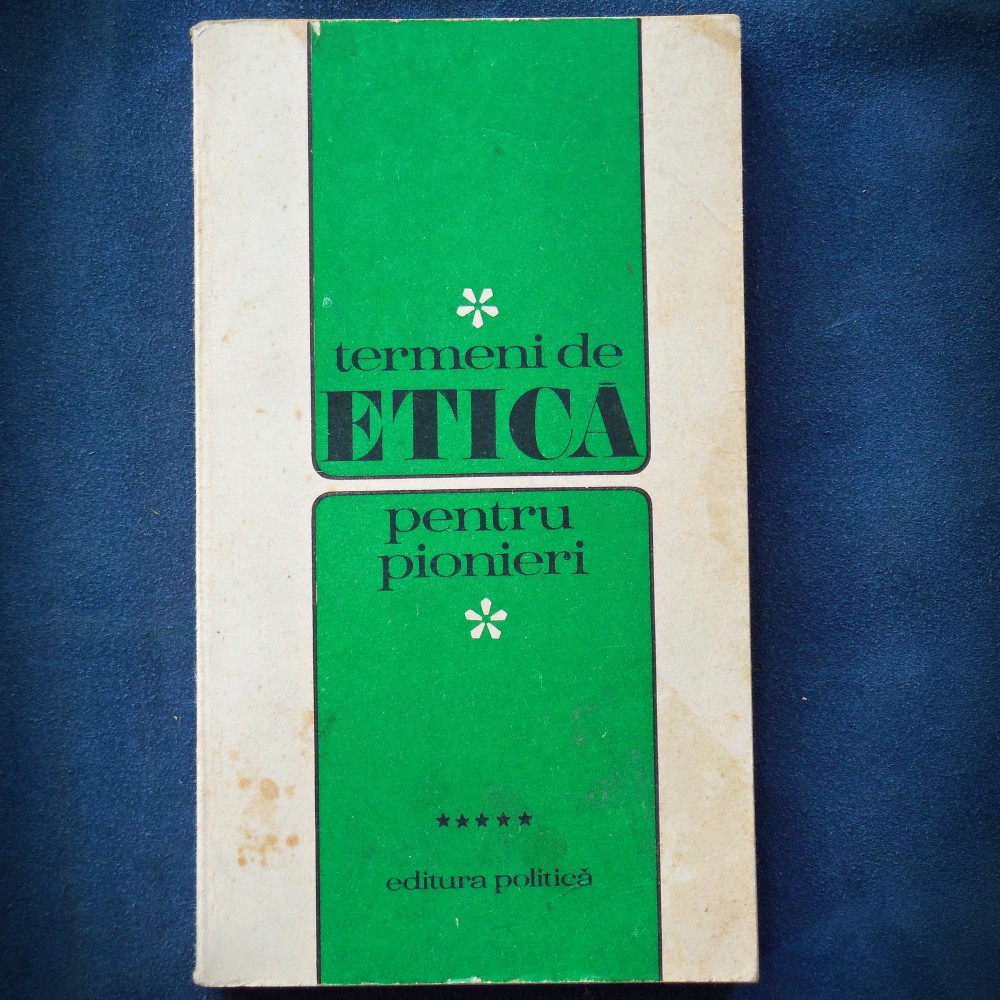 termeni de
ETICĂ
pentru
pionieri
editura politică